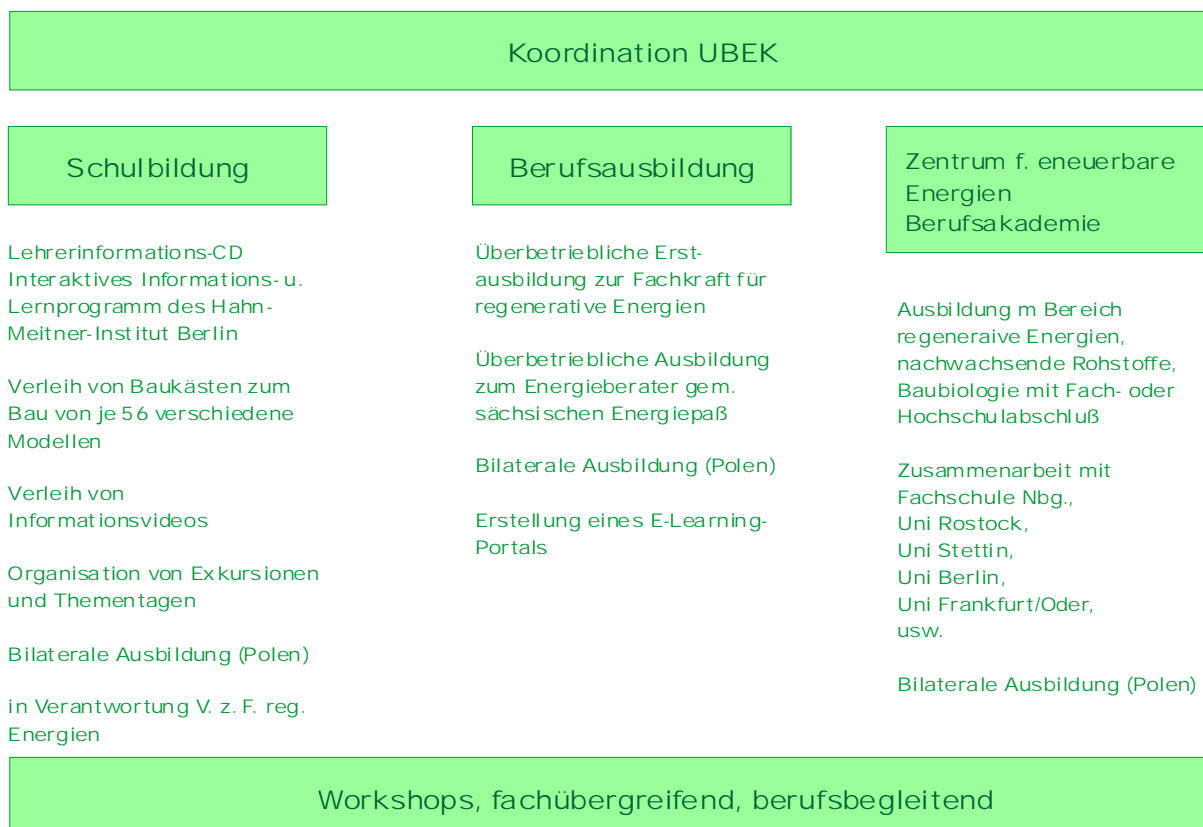 Koordination UBEK
Schulbildung
Lehrerinformations-CD
Interaktives Informations- u.
Lernprogramm des Hahn-
Meitner-Institut Berlin
Verleih von Baukästen zum
Bau von je 56 verschiedene
Modellen
Verleih von
Informationsvideos
Organisation von Exkursionen
und Thementagen
Bilaterale Ausbildung (Polen)
in Verantwortung V. z. F. reg.
Energien
Berufsausbildung
Überbetriebliche Erst-
ausbildung zur Fachkraft für
regenerative Energien
Überbetriebliche Ausbildung
zum Energieberater gem.
sächsischen Energiepaß
Bilaterale Ausbildung (Polen)
Erstellung eines E-Learning-
Portals
Zentrum f. eneuerbare
Energien
Berufsakademie
Ausbildung m Bereich
regeneraive Energien,
nachwachsende Rohstoffe,
Baubiologie mit Fach- oder
Hochschulabschluß
Zusammenarbeit mit
Fachschule Nbg.,
Uni Rostock,
Uni Stettin,
Uni Berlin,
Uni Frankfurt/Oder,
usw.
Bilaterale Ausbildung (Polen)
Workshops, fachübergreifend, berufsbegleitend